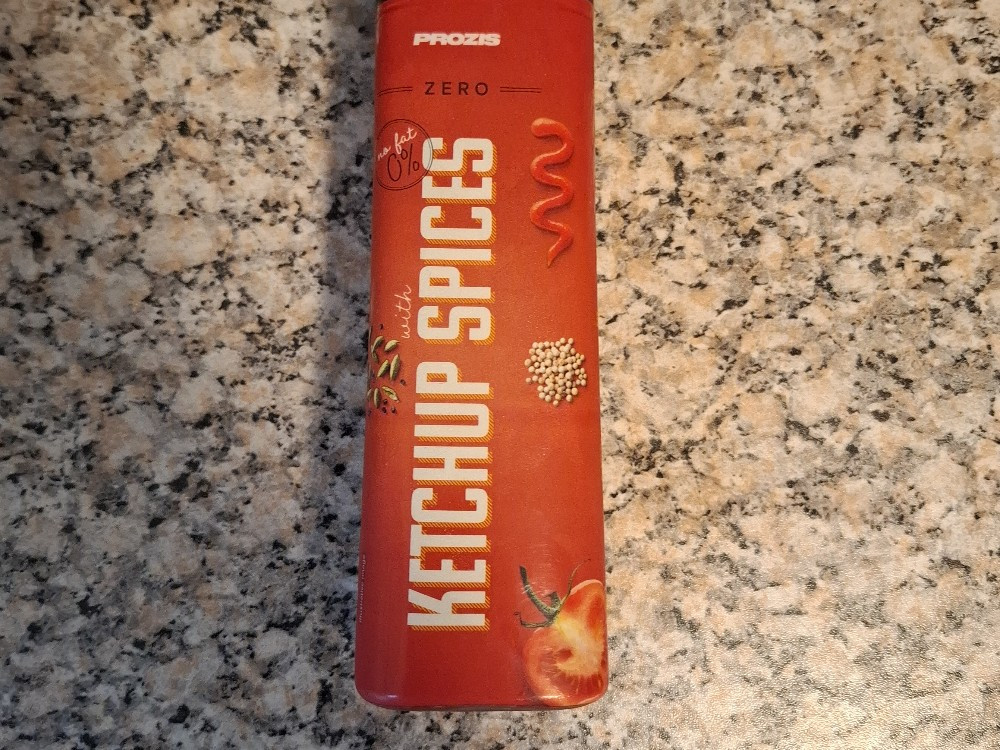 PROZIS
ZERO
no fat
0%
KETCHUP
with
SPICES